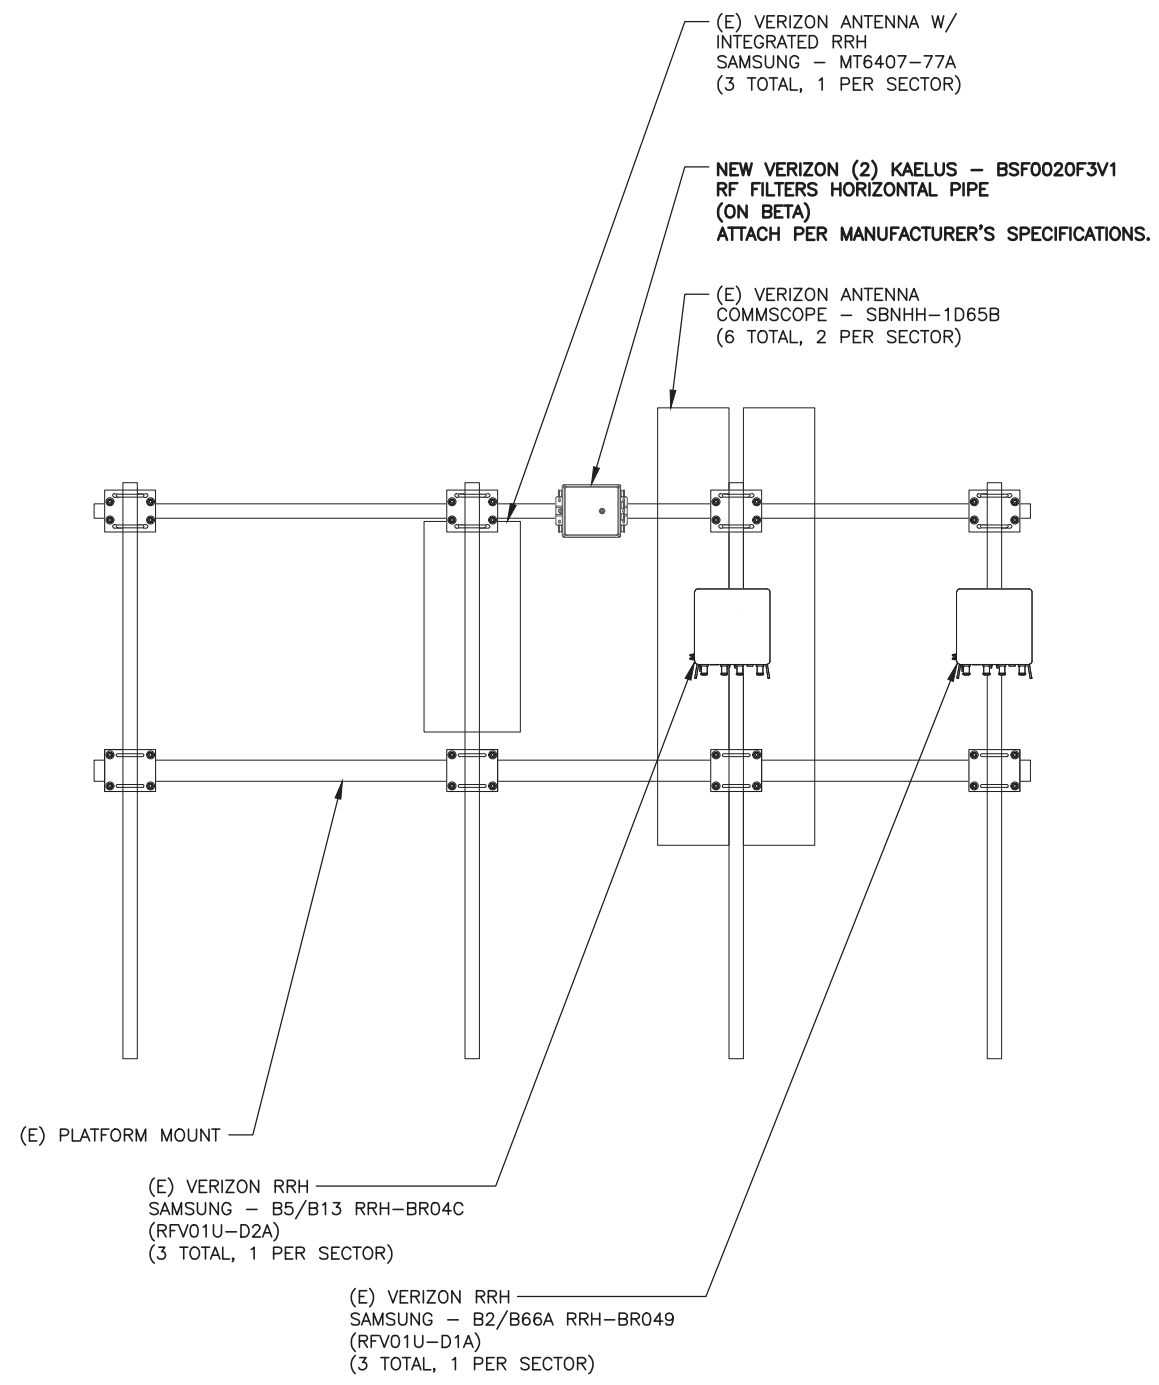 (E) VERIZON ANTENNA W/
INTEGRATED RRH
SAMSUNG – MT6407–77A
(3 TOTAL, 1 PER SECTOR)
NEW VERIZON (2) KAELUS – BSF0020F3V1
RF FILTERS HORIZONTAL PIPE
(ON BETA)
ATTACH PER MANUFACTURER'S SPECIFICATIONS.
(E) VERIZON ANTENNA
COMMSCOPE – SBNHH–1D65B
(6 TOTAL, 2 PER SECTOR)
(E) PLATFORM MOUNT
(E) VERIZON RRH
SAMSUNG – B5/B13 RRH–BR04C
(RFV01U–D2A)
(3 TOTAL, 1 PER SECTOR)
(E) VERIZON RRH
SAMSUNG – B2/B66A RRH–BR049
(RFV01U–D1A)
(3 TOTAL, 1 PER SECTOR)